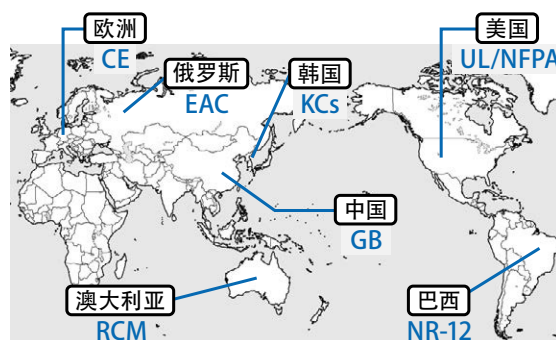 欧洲
CE
俄罗斯
EAC
韩国
KCs
美国
UL/NFPA
中国
GB
澳大利亚
RCM
巴西
NR-12